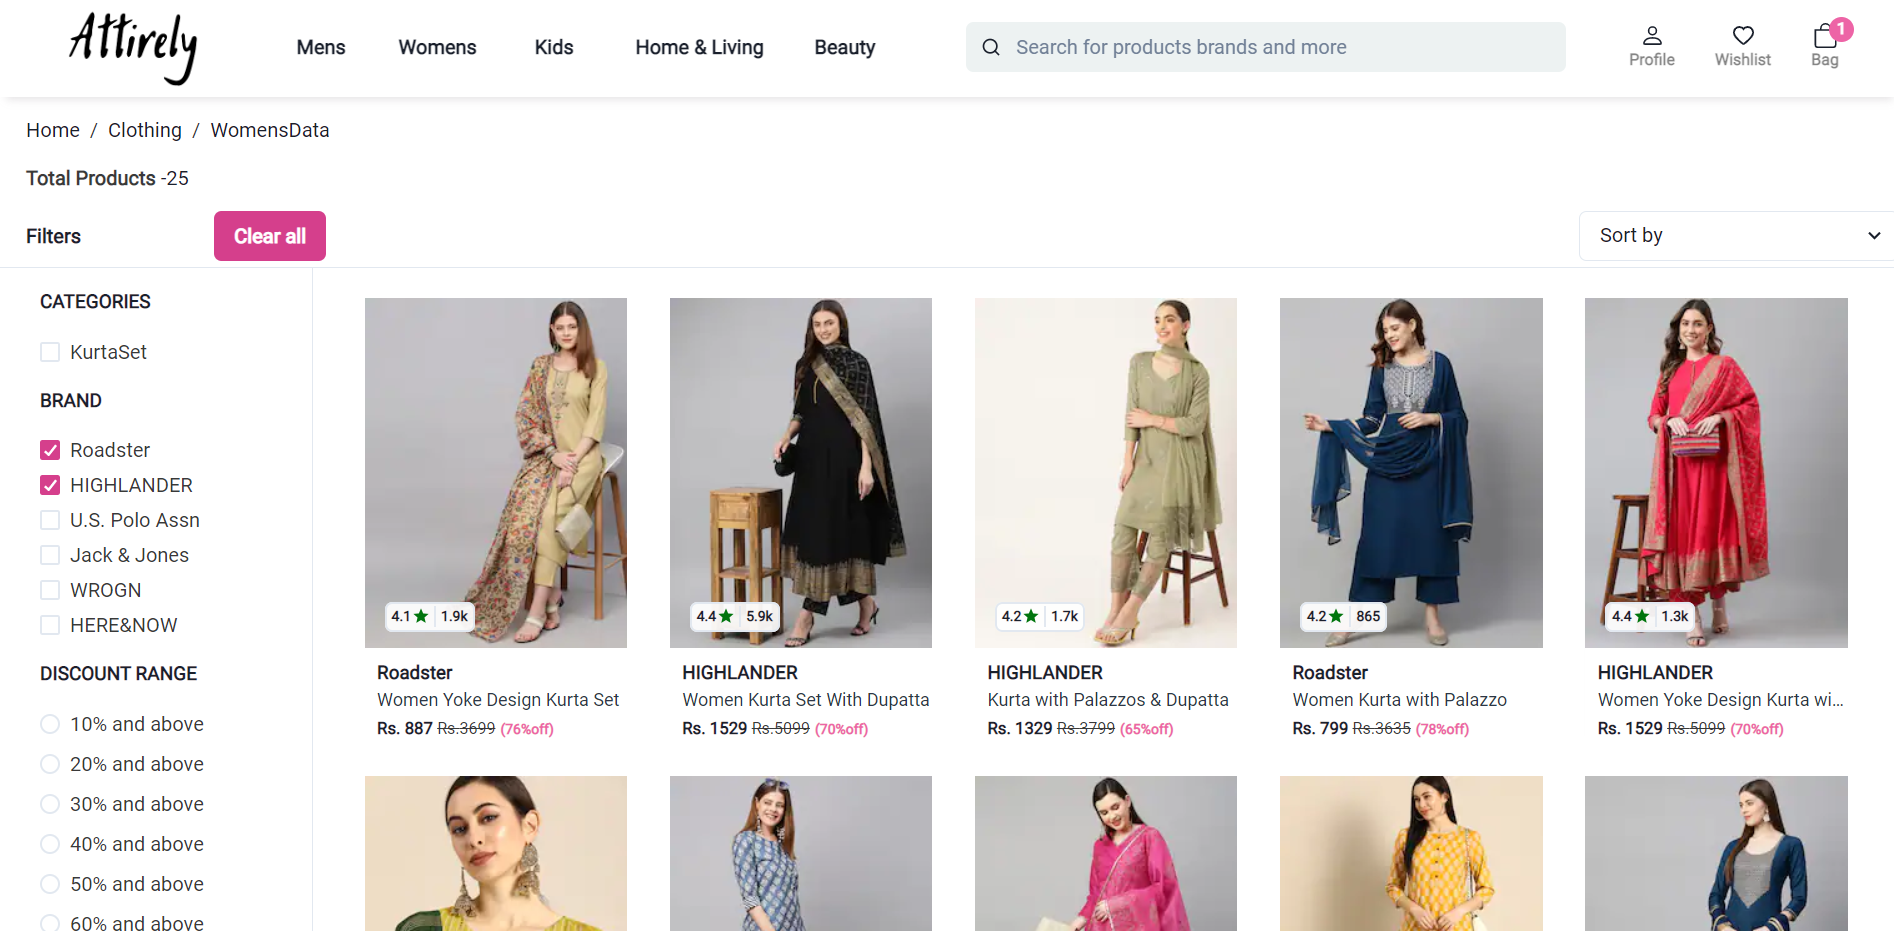 Attirely
Mens Womens Kids Home & Living Beauty
Search for products brands and more
Profile
Wishlist
1
Bag
Home / Clothing / WomensData
Total Products -25
Filters
Clear all
Sort by
CATEGORIES
KurtaSet
BRAND
Roadster
HIGHLANDER
U.S. Polo Assn
Jack & Jones
WROGN
HERE&NOW
DISCOUNT RANGE
10% and above
20% and above
30% and above
40% and above
50% and above
60% and above
4.1 1.9k
Roadster
Women Yoke Design Kurta Set
Rs. 887 Rs.3699 (76%off)
4.4 5.9k
HIGHLANDER
Women Kurta Set With Dupatta
Rs. 1529 Rs.5099 (70%off)
4.2 1.7k
HIGHLANDER
Kurta with Palazzos & Dupatta
Rs. 1329 Rs.3799 (65%off)
4.2 865
Roadster
Women Kurta with Palazzo
Rs. 799 Rs.3635 (78%off)
4.4 1.3k
HIGHLANDER
Women Yoke Design Kurta wi...
Rs. 1529 Rs.5099 (70%off)